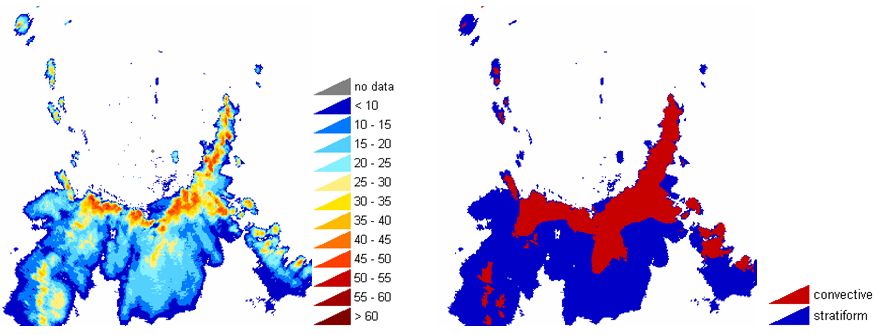 no data
< 10
10 - 15
15 - 20
20 - 25
25 - 30
30 - 35
35 - 40
40 - 45
45 - 50
50 - 55
55 - 60
> 60
convective
stratiform